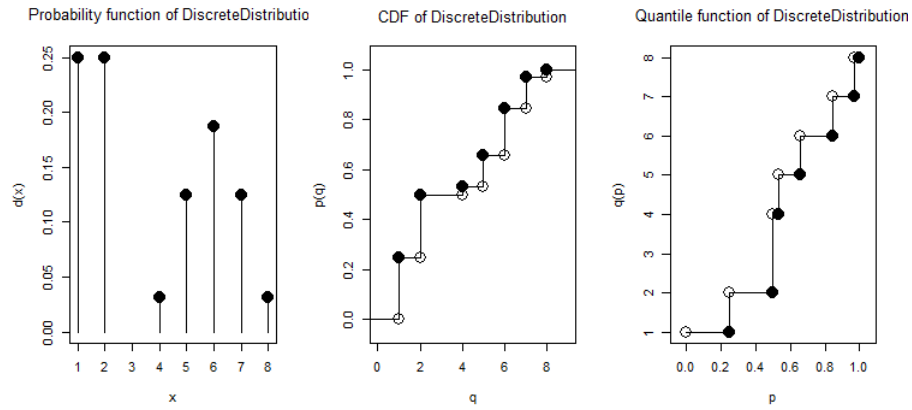 Probability function of DiscreteDistributio
CDF of DiscreteDistribution
Quantile function of DiscreteDistribution
d(x)
0.00 0.05 0.10 0.15 0.20 0.25
1 2 3 4 5 6 7 8
x
p(q)
0.0 0.2 0.4 0.6 0.8 1.0
0 2 4 6 8
q
q(p)
1 2 3 4 5 6 7 8
0.0 0.2 0.4 0.6 0.8 1.0
p